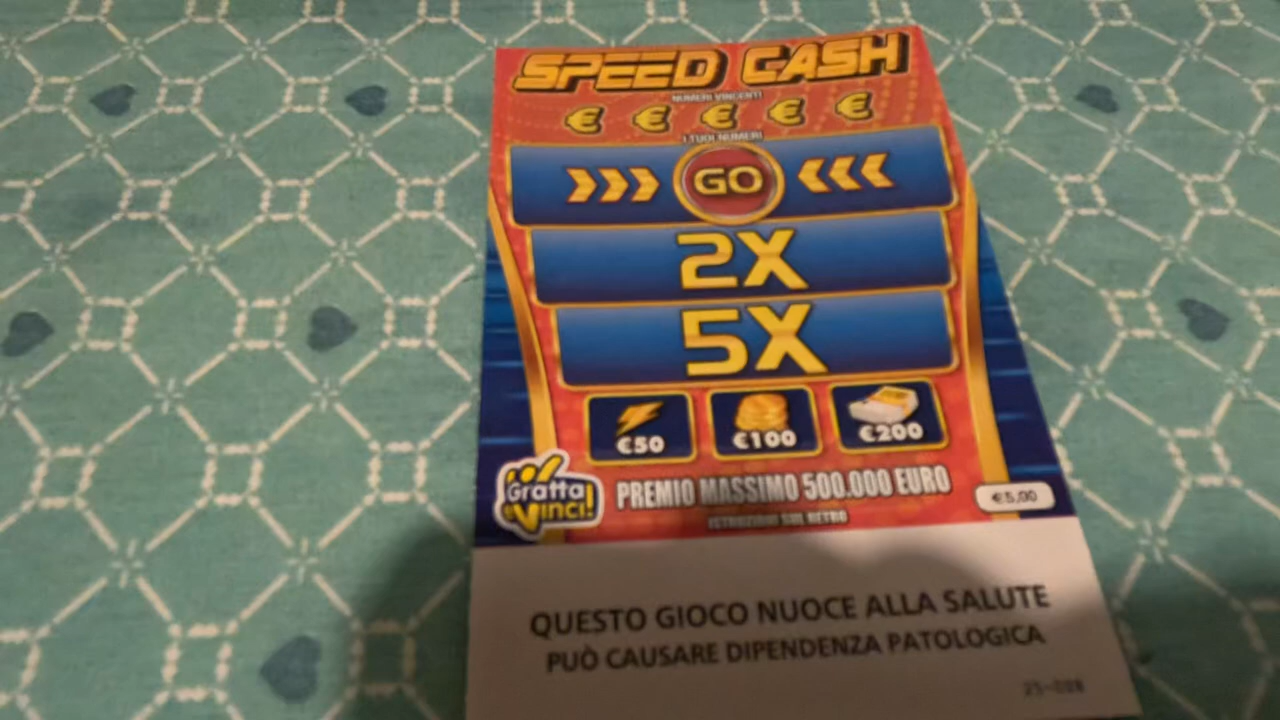 SPEED CASH
NUMERI VINCENTI
€ € € € €
I TUOI NUMERI
GO
2X
5X
€50 €100 €200
Gratta e Vinci!
PREMIO MASSIMO 500.000 EURO
€5,00
ISTRUZIONI SUL RETRO
QUESTO GIOCO NUOCE ALLA SALUTE
PUÒ CAUSARE DIPENDENZA PATOLOGICA